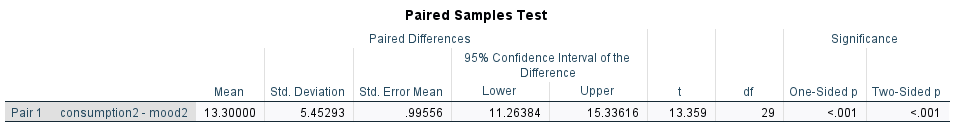 Paired Samples Test
Paired Differences Significance
95% Confidence Interval of the
Difference
Mean Std. Deviation Std. Error Mean Lower Upper t df One-Sided p Two-Sided p
Pair 1 consumption2 - mood2 13.30000 5.45293 .99556 11.26384 15.33616 13.359 29 <.001 <.001